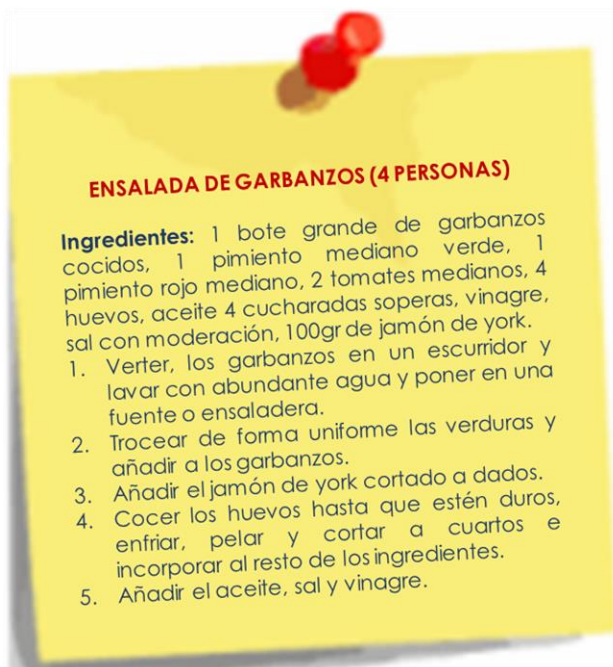 ENSALADA DE GARBANZOS (4 PERSONAS)
Ingredientes: 1 bote grande de garbanzos
cocidos, 1 pimiento mediano verde, 1
pimiento rojo mediano, 2 tomates medianos, 4
huevos, aceite 4 cucharadas soperas, vinagre,
sal con moderación, 100gr de jamón de york.
1. Verter, los garbanzos en un escurridor y
lavar con abundante agua y poner en una
fuente o ensaladera.
2. Trocear de forma uniforme las verduras y
añadir a los garbanzos.
3. Añadir el jamón de york cortado a dados.
4. Cocer los huevos hasta que estén duros,
enfriar, pelar y cortar a cuartos e
incorporar al resto de los ingredientes.
5. Añadir el aceite, sal y vinagre.